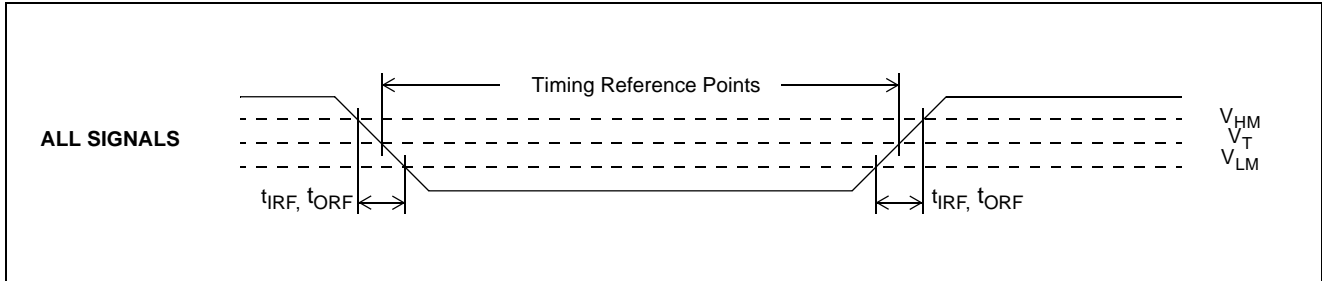 Timing Reference Points
V_HM
ALL SIGNALS
V_T
V_LM
t_IRF, t_ORF
t_IRF, t_ORF